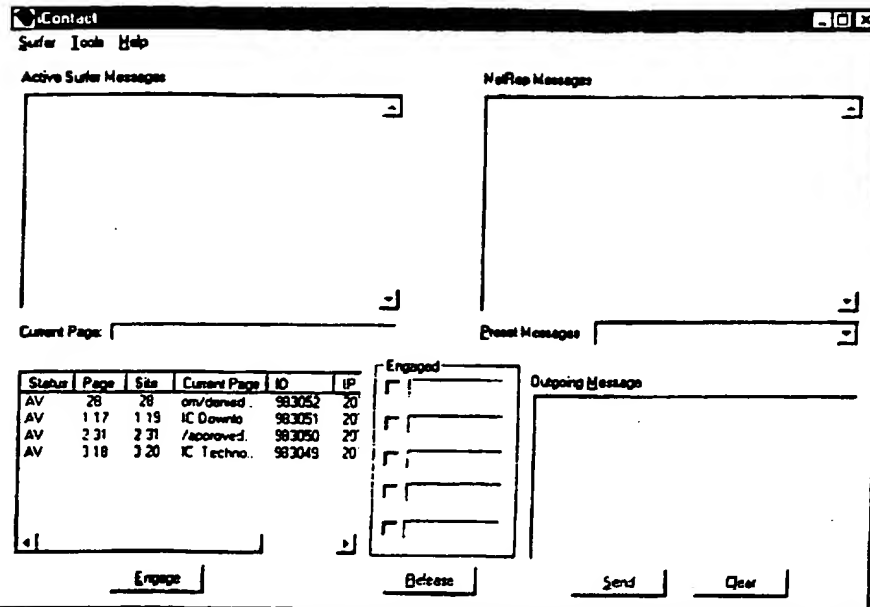 iContact
Surfer Tools Help
Active Surfer Messages
NetRep Messages
Current Page:
Preset Messages
Status Page Site Current Page ID IP
AV 28 28 om/denied.. 983052 20
AV 1 17 1 19 IC Downlo 983051 20
AV 2 31 2 31 /approved.. 983050 20
AV 3 18 3 20 IC Techno.. 983049 20
Engaged
Outgoing Message
Engage
Release
Send
Clear